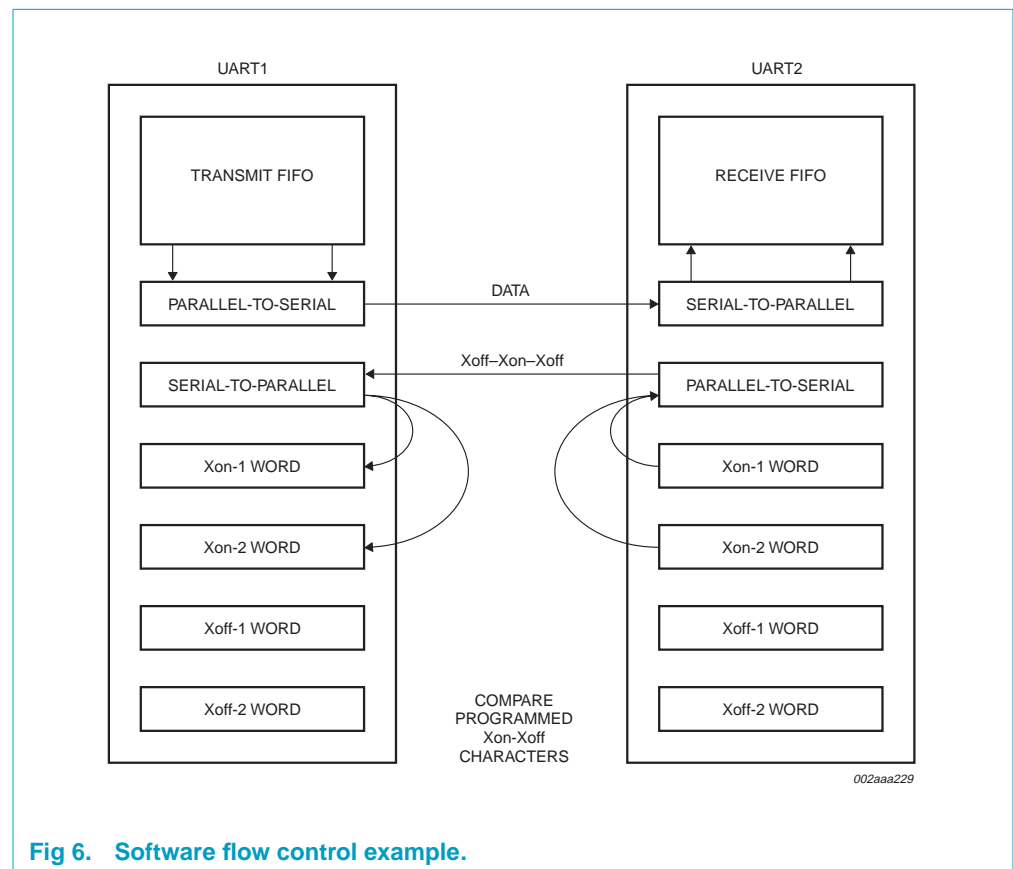 UART1
UART2
TRANSMIT FIFO
RECEIVE FIFO
PARALLEL-TO-SERIAL
DATA
SERIAL-TO-PARALLEL
SERIAL-TO-PARALLEL
Xoff–Xon–Xoff
PARALLEL-TO-SERIAL
Xon-1 WORD
Xon-1 WORD
Xon-2 WORD
Xon-2 WORD
Xoff-1 WORD
Xoff-1 WORD
Xoff-2 WORD
Xoff-2 WORD
COMPARE
PROGRAMMED
Xon-Xoff
CHARACTERS
002aaa229
Fig 6. Software flow control example.